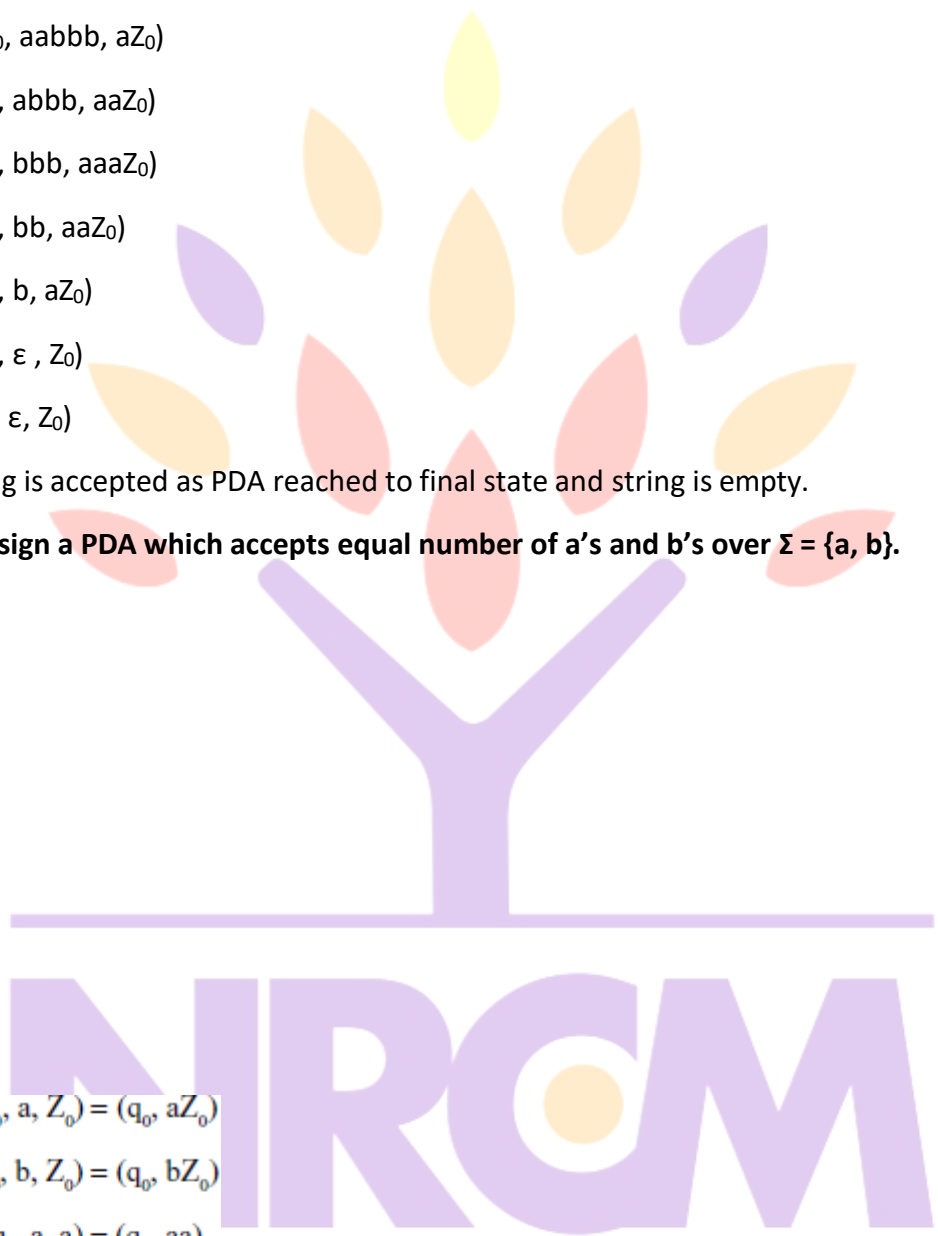 , aabbb, aZ₀)
, abbb, aaZ₀)
, bbb, aaaZ₀)
, bb, aaZ₀)
, b, aZ₀)
, ε , Z₀)
ε, Z₀)
g is accepted as PDA reached to final state and string is empty.
sign a PDA which accepts equal number of a’s and b’s over Σ = {a, b}.
NRCM
, a, Z₀) = (q₀, aZ₀)
, b, Z₀) = (q₀, bZ₀)
a, a) = (q , aa)